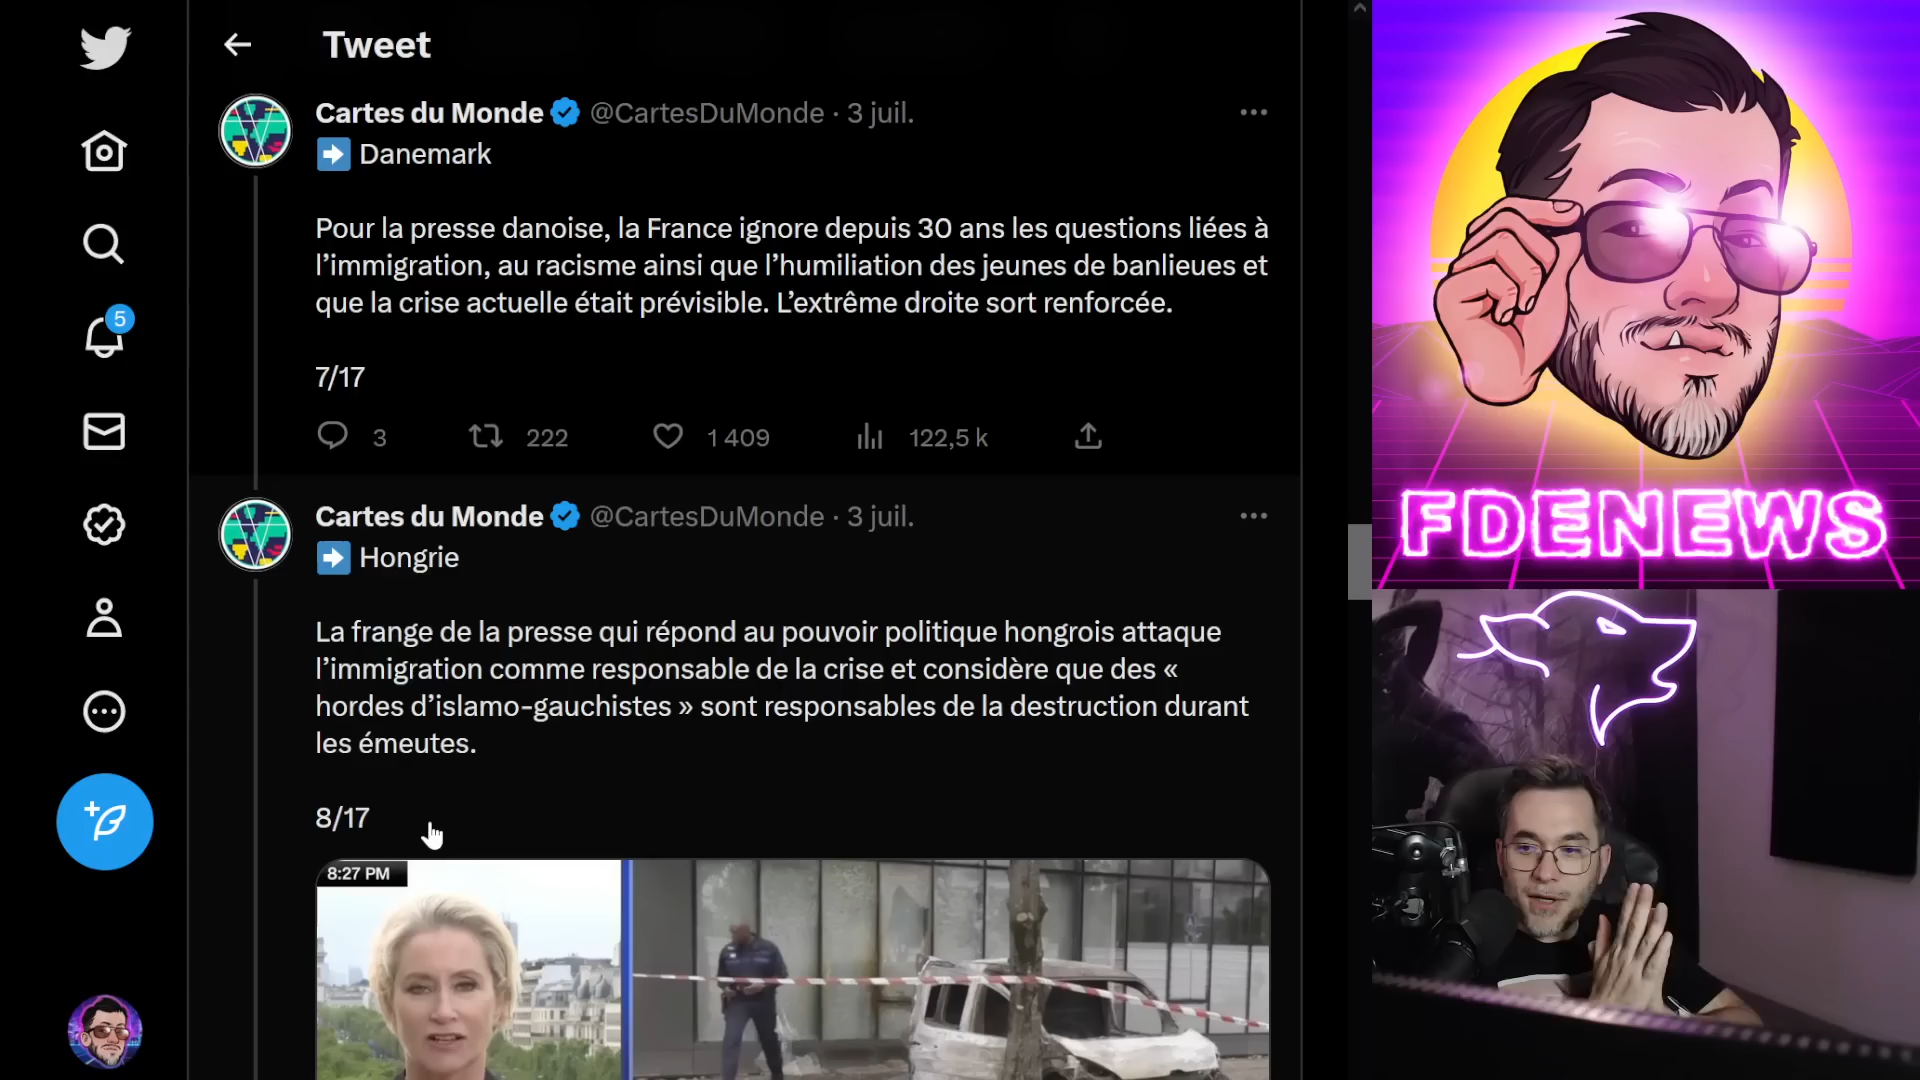 Tweet
5
Cartes du Monde @CartesDuMonde · 3 juil.
➡ Danemark
Pour la presse danoise, la France ignore depuis 30 ans les questions liées à
l’immigration, au racisme ainsi que l’humiliation des jeunes de banlieues et
que la crise actuelle était prévisible. L’extrême droite sort renforcée.
7/17
3 222 1 409 122,5 k
Cartes du Monde @CartesDuMonde · 3 juil.
➡ Hongrie
La frange de la presse qui répond au pouvoir politique hongrois attaque
l’immigration comme responsable de la crise et considère que des «
hordes d’islamo-gauchistes » sont responsables de la destruction durant
les émeutes.
8/17
8:27 PM
FDENEWS